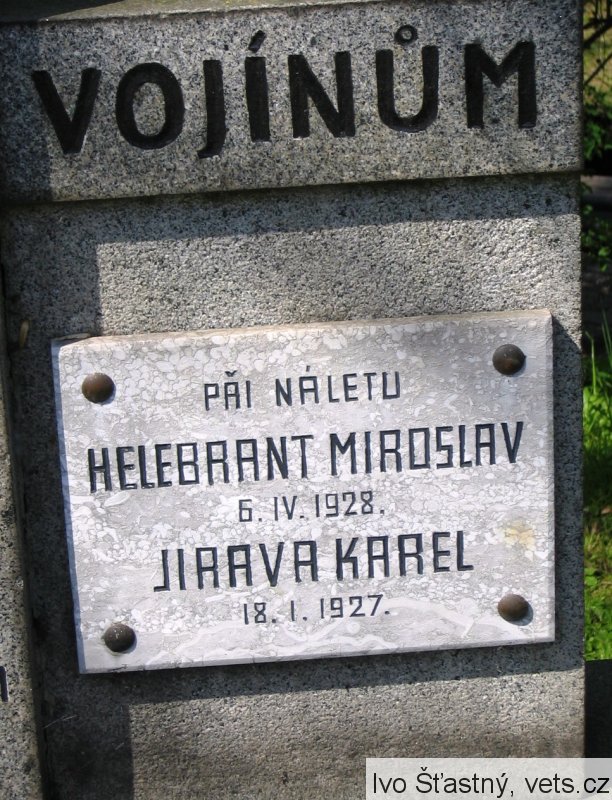 VOJÍNŮM
PŘI NÁLETU
HELEBRANT MIROSLAV
6. IV. 1928.
JIRAVA KAREL
18. I. 1927.
Ivo Šťastný, vets.cz